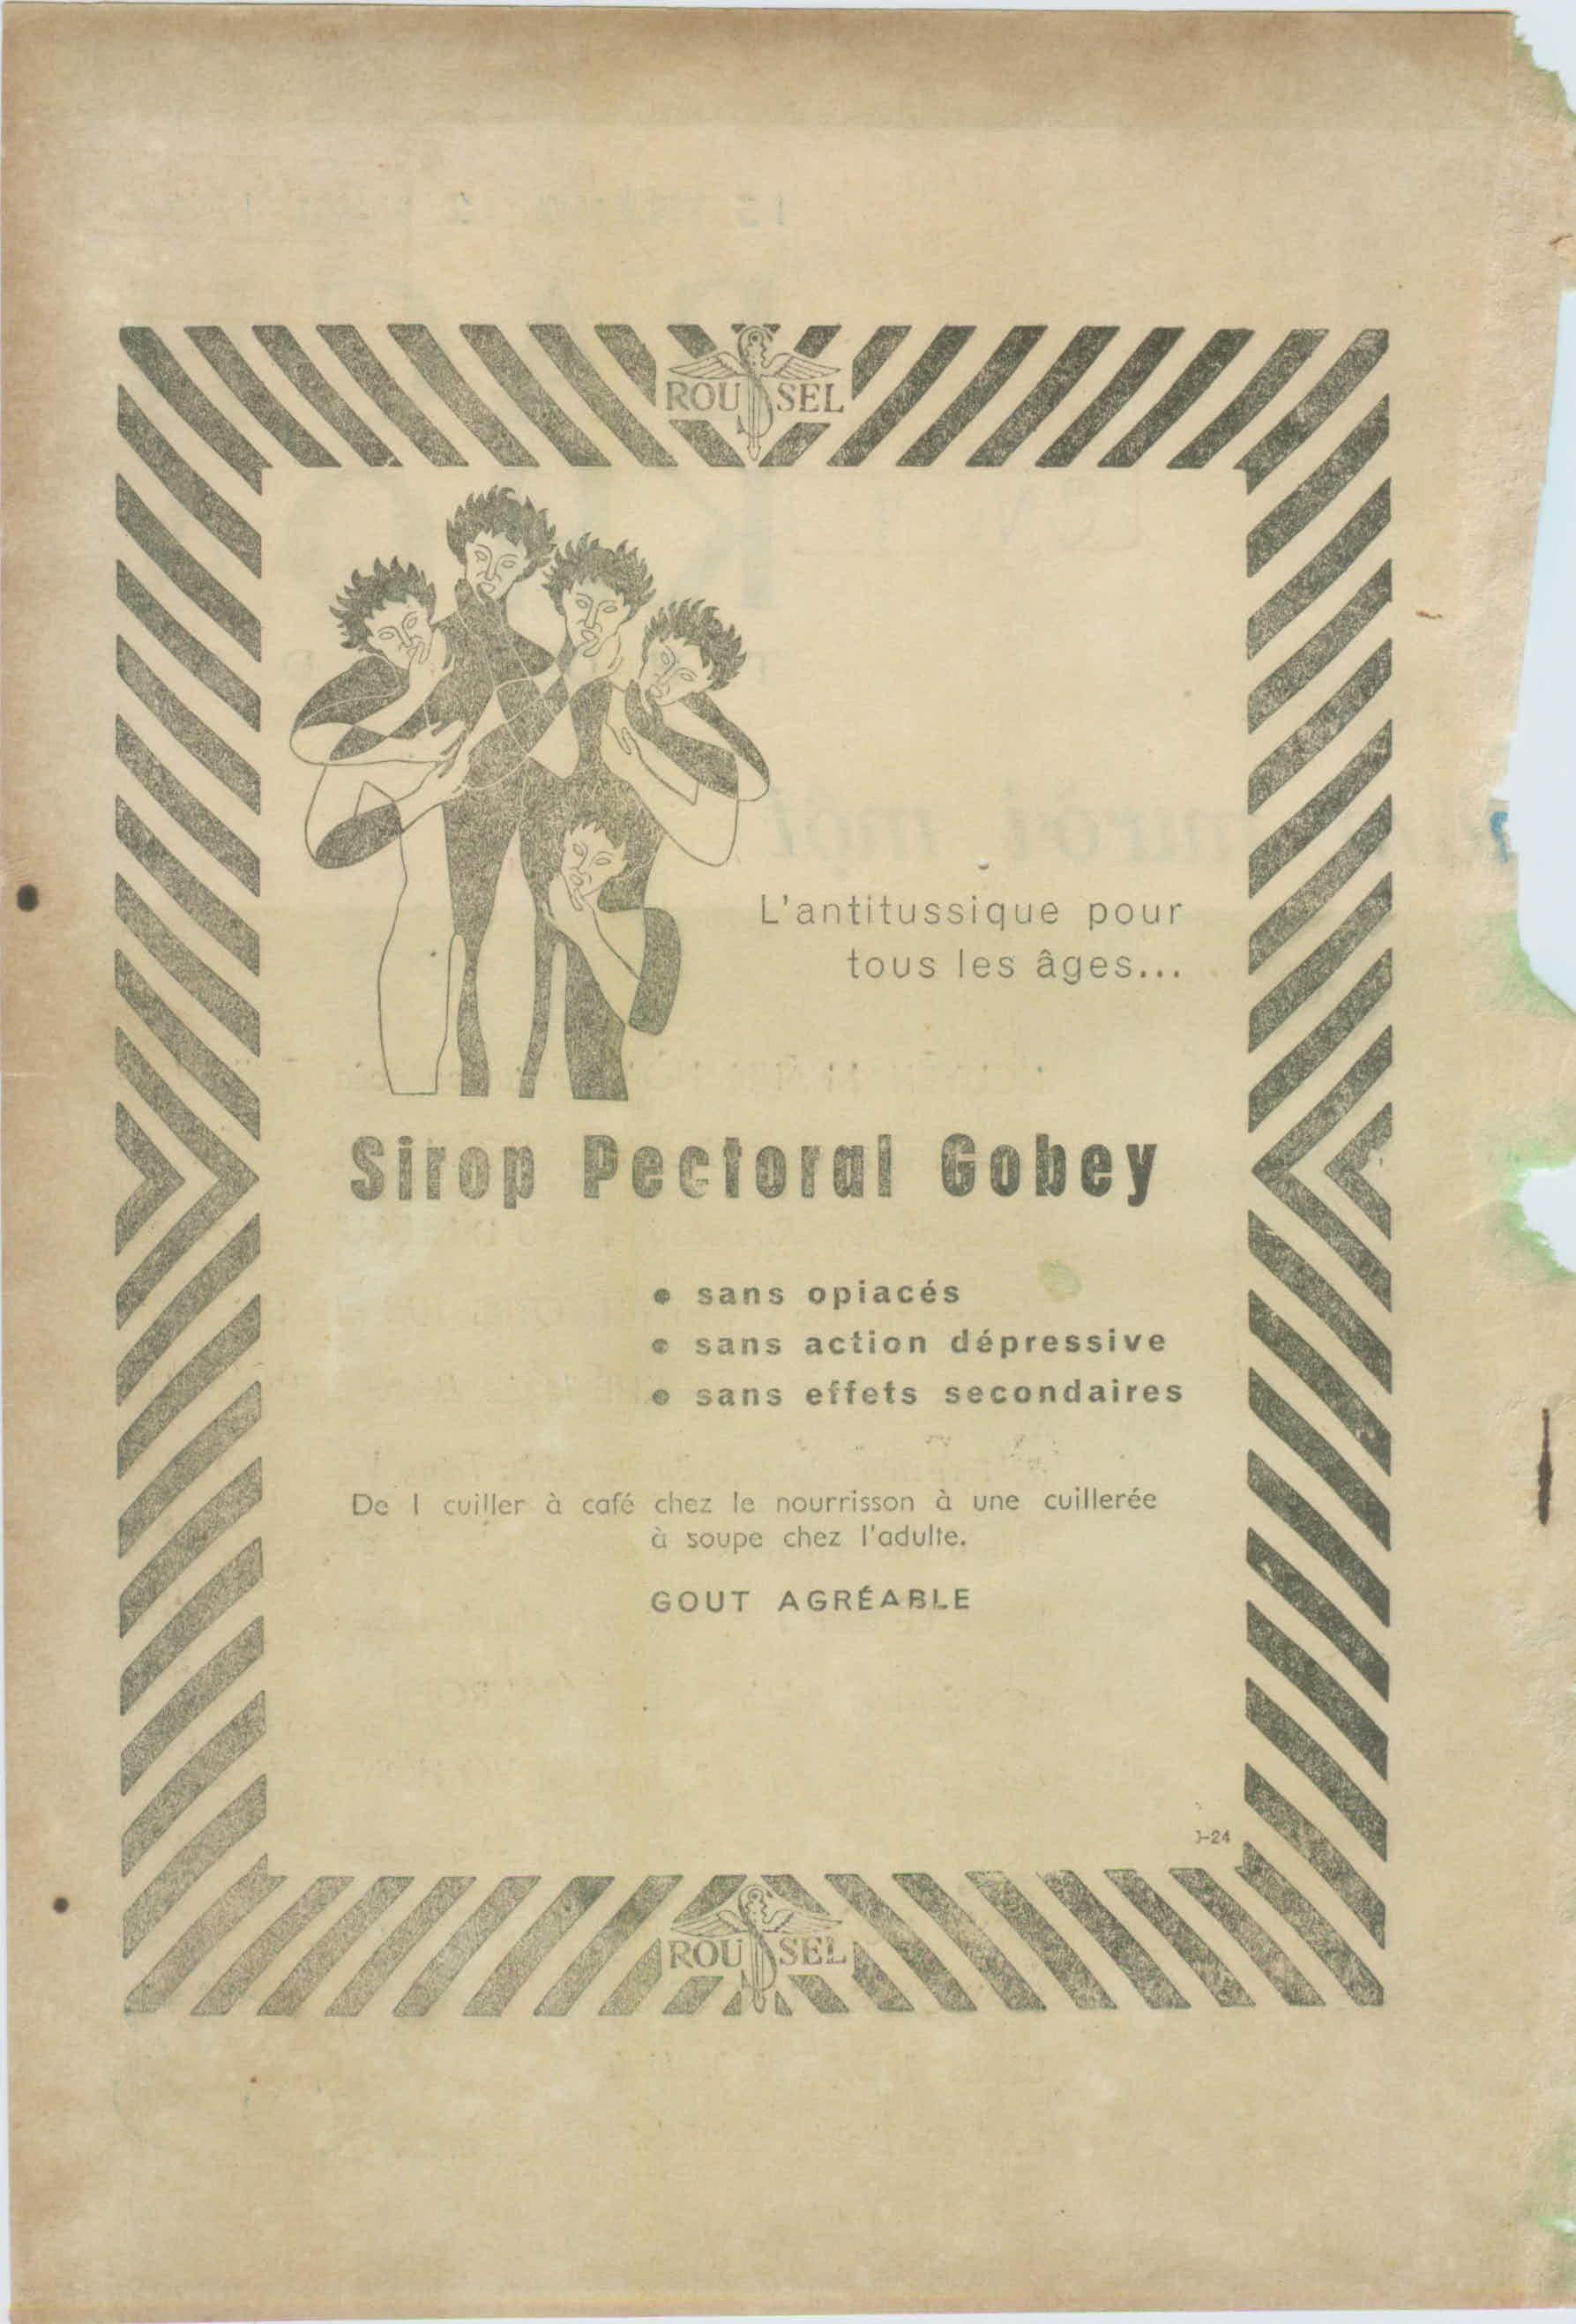 ROUSSEL
L'antitussique pour
tous les âges...
Sirop Pectoral Gobey
• sans opiacés
• sans action dépressive
• sans effets secondaires
De 1 cuiller à café chez le nourrisson à une cuillerée
à soupe chez l'adulte.
GOUT AGRÉABLE
-24
ROUSSEL